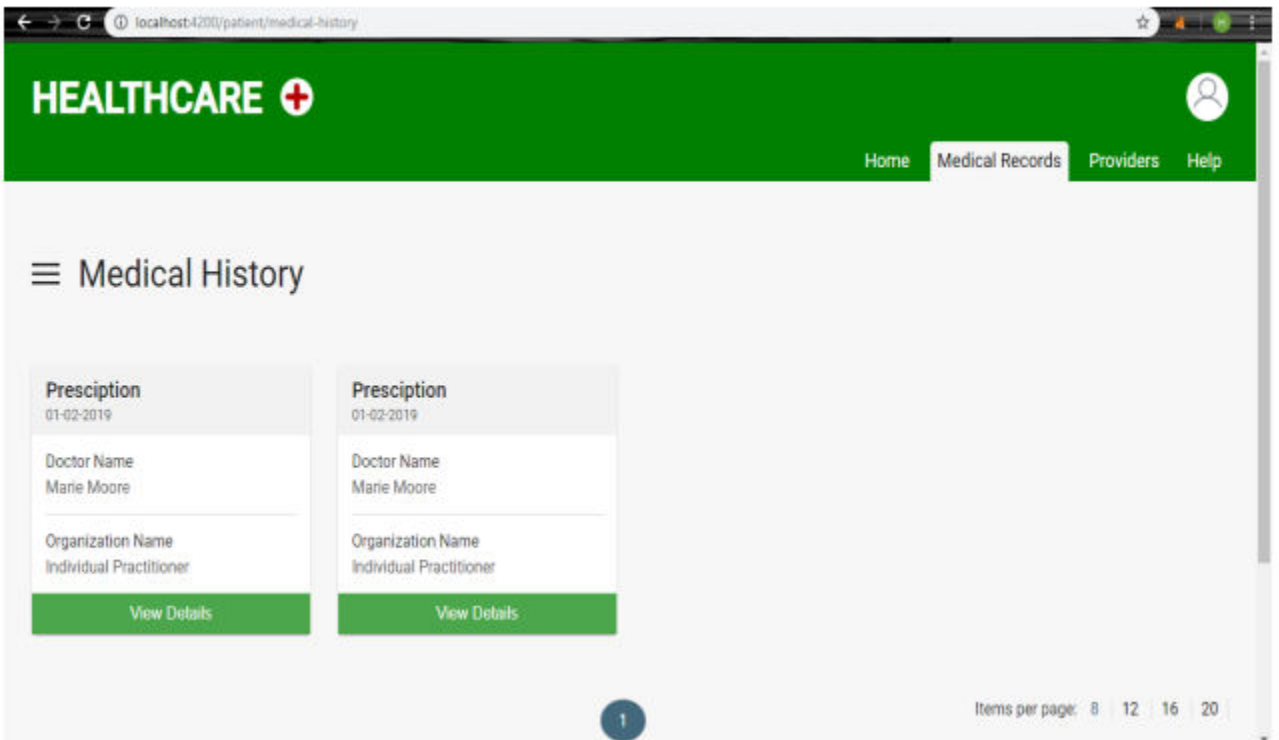 localhost:4200/patient/medical-history
HEALTHCARE
Home Medical Records Providers Help
Medical History
Presciption
01-02-2019
Doctor Name
Marie Moore
Organization Name
Individual Practitioner
View Details
Presciption
01-02-2019
Doctor Name
Marie Moore
Organization Name
Individual Practitioner
View Details
1
Items per page: 8 12 16 20